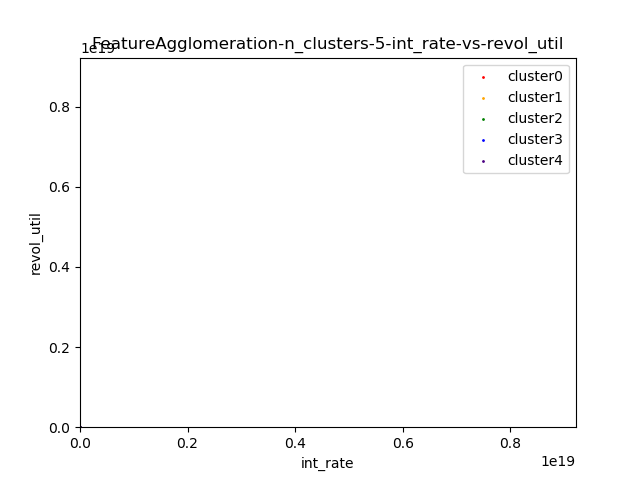 FeatureAgglomeration-n_clusters-5-int_rate-vs-revol_util
1e19
cluster0
cluster1
cluster2
cluster3
cluster4
0.8
0.6
0.4
0.2
0.0
revol_util
0.0 0.2 0.4 0.6 0.8
1e19
int_rate